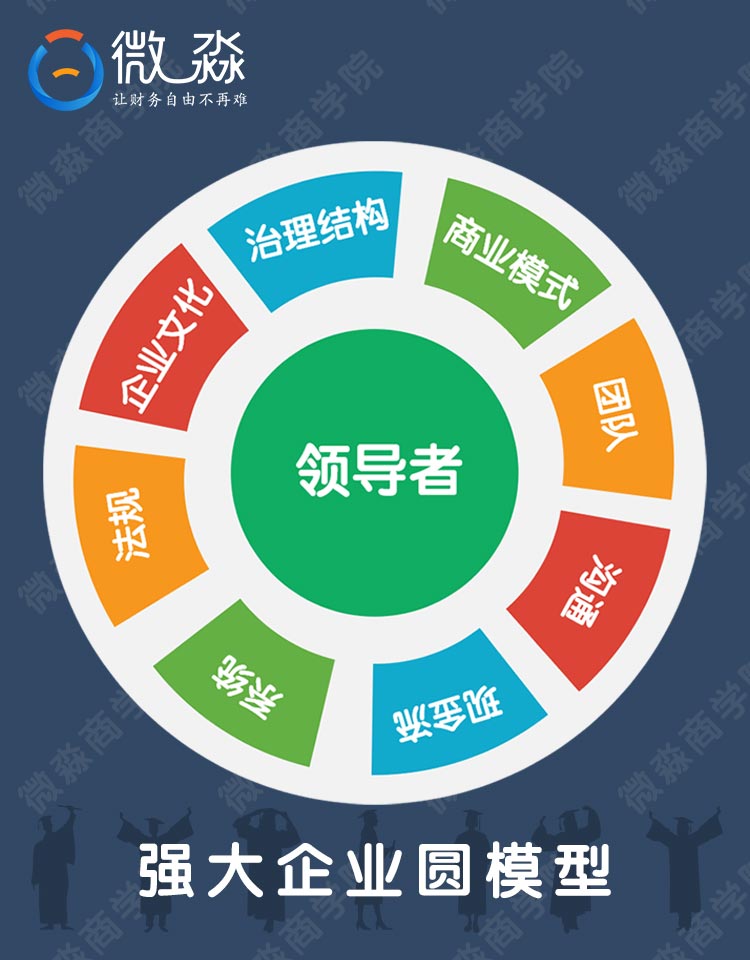 微淼
让财务自由不再难
治理结构
商业模式
团队
沟通
现金流
系统
法规
企业文化
领导者
强大企业圆模型
微淼商学院